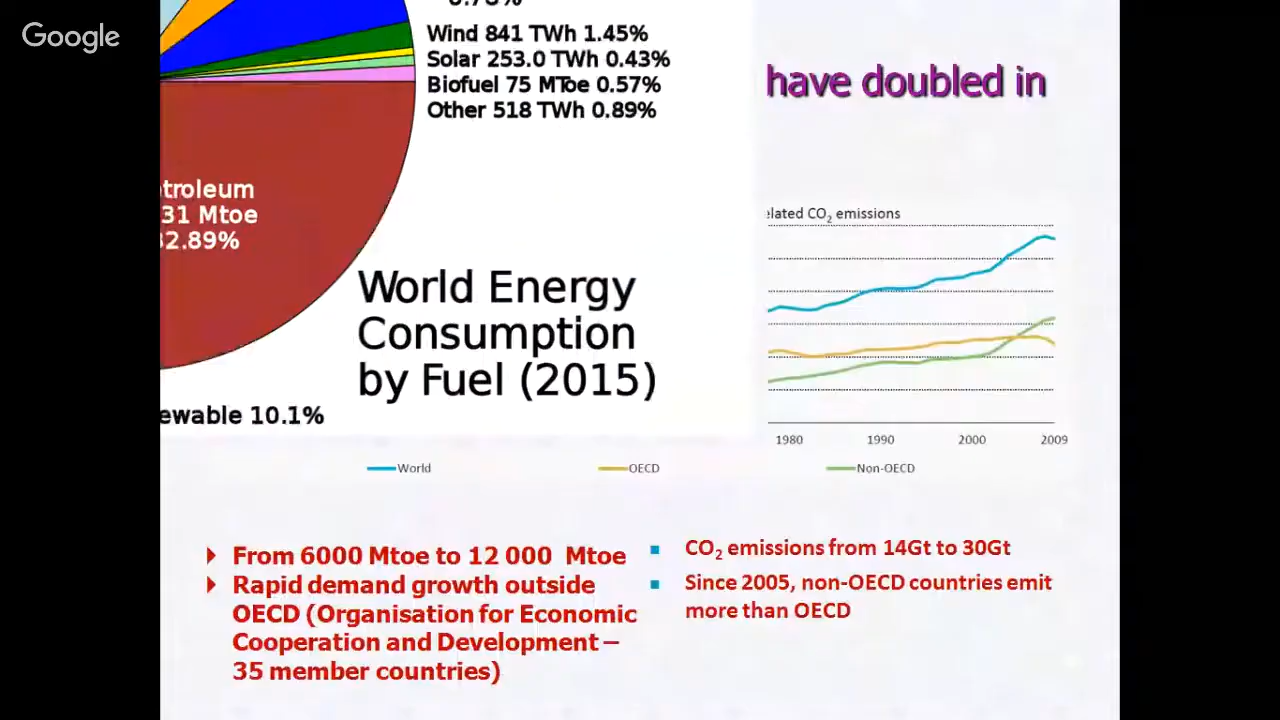 Google
Wind 841 TWh 1.45%
Solar 253.0 TWh 0.43%
Biofuel 75 MToe 0.57%
Other 518 TWh 0.89%
have doubled in
troleum
31 Mtoe
32.89%
World Energy
Consumption
by Fuel (2015)
ewable 10.1%
elated CO₂ emissions
1980 1990 2000 2009
World OECD Non-OECD
From 6000 Mtoe to 12 000 Mtoe
Rapid demand growth outside
OECD (Organisation for Economic
Cooperation and Development –
35 member countries)
CO₂ emissions from 14Gt to 30Gt
Since 2005, non-OECD countries emit
more than OECD